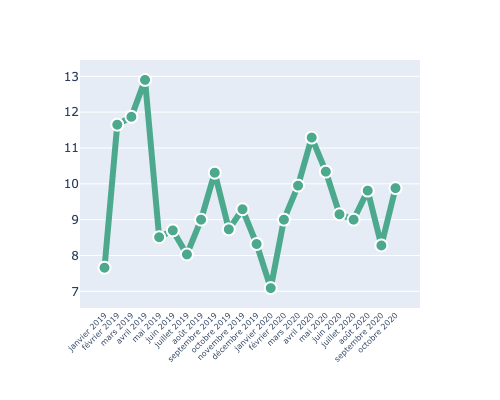 13
12
11
10
9
8
7
janvier 2019
février 2019
mars 2019
avril 2019
mai 2019
juin 2019
juillet 2019
août 2019
septembre 2019
octobre 2019
novembre 2019
décembre 2019
janvier 2020
février 2020
mars 2020
avril 2020
mai 2020
juin 2020
juillet 2020
août 2020
septembre 2020
octobre 2020